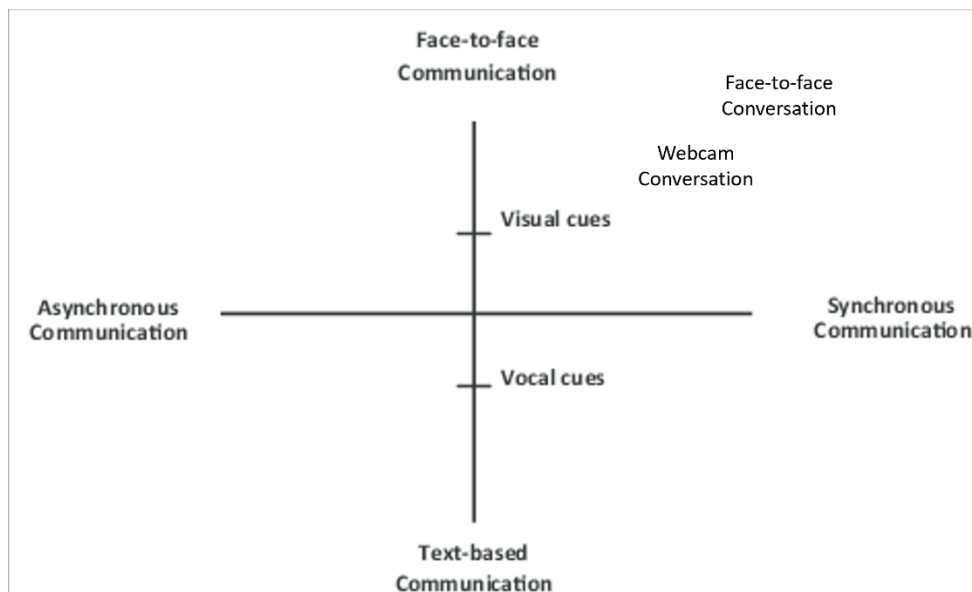 Face-to-face
Communication
Face-to-face
Conversation
Webcam
Conversation
Visual cues
Asynchronous
Communication
Synchronous
Communication
Vocal cues
Text-based
Communication